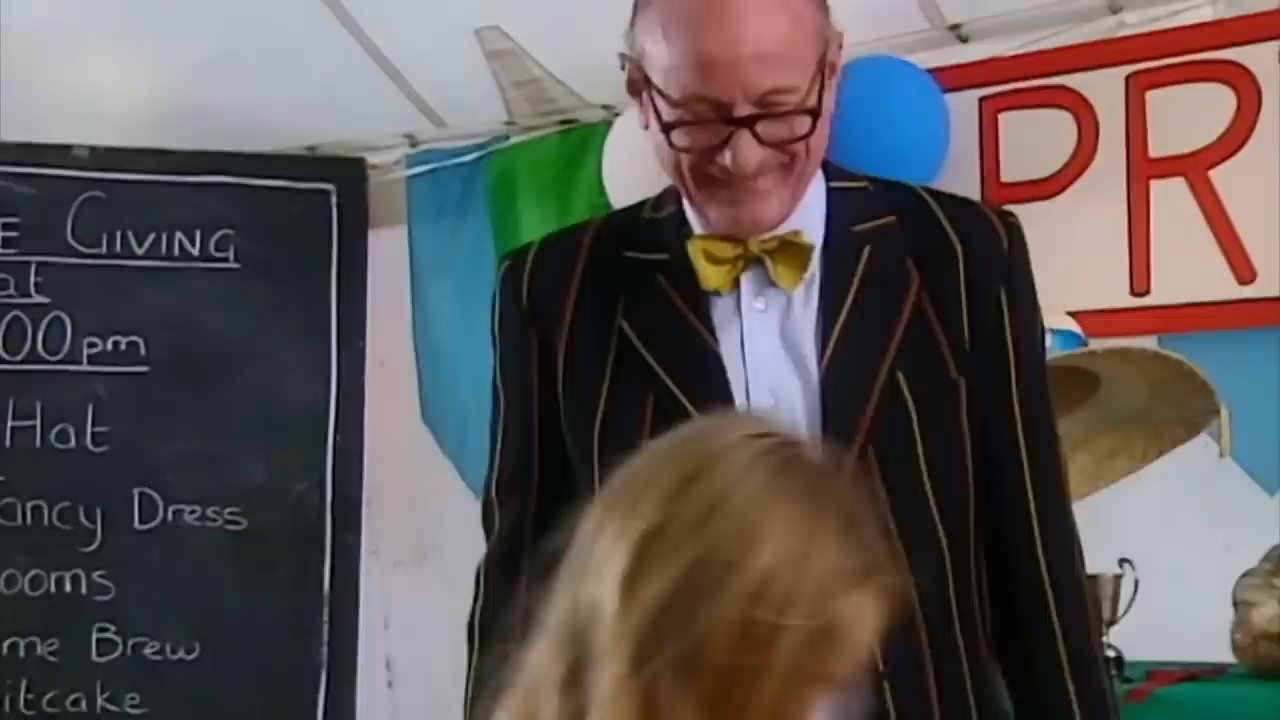 E GIVING
at
00pm
Hat
ancy Dress
ooms
me Brew
itcake
PR